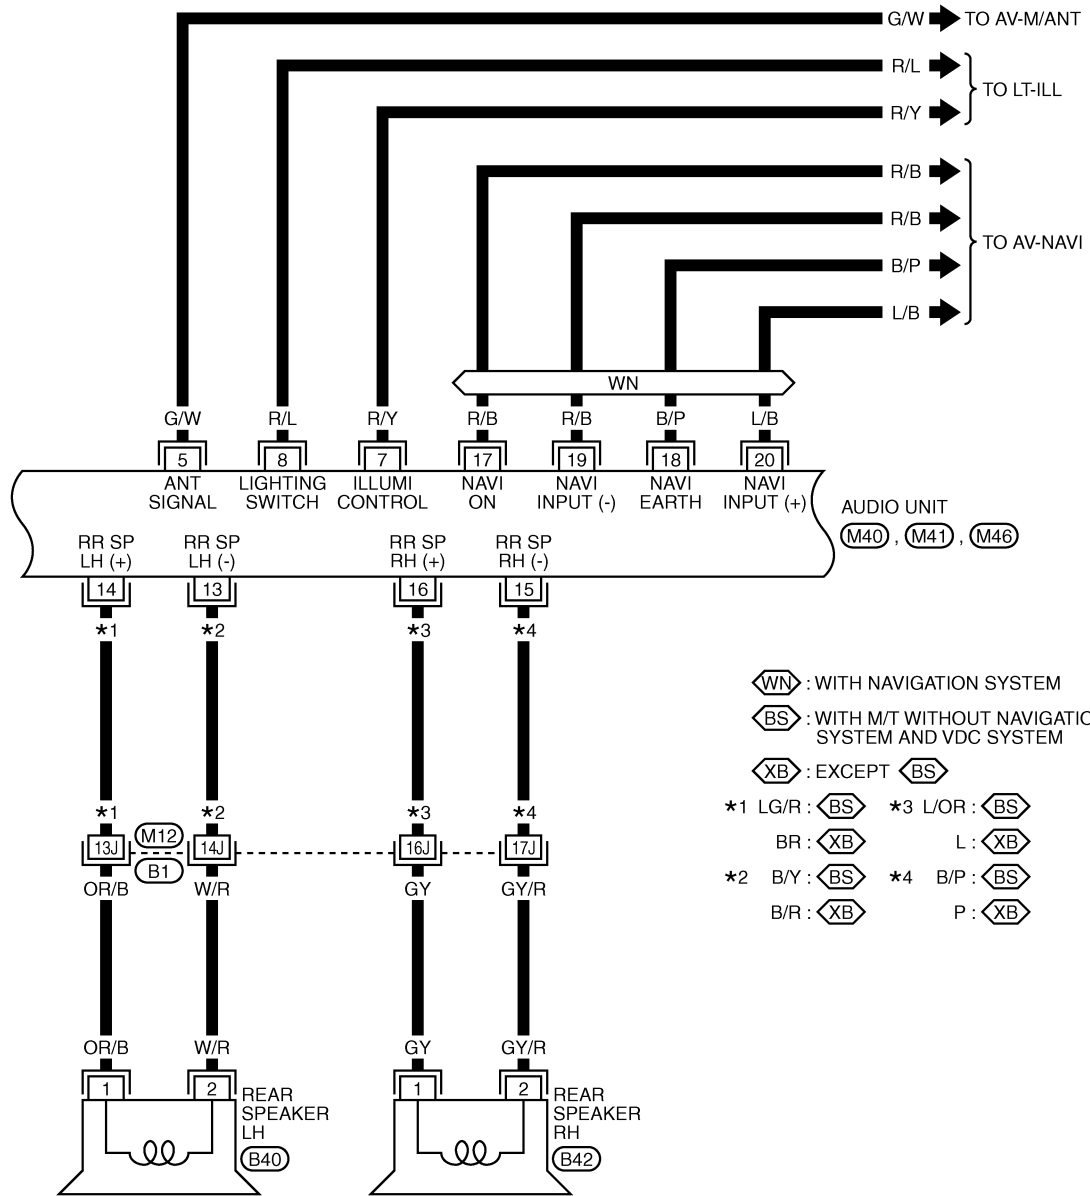 G/W TO AV-M/ANT
R/L
TO LT-ILL
R/Y
R/B
R/B
TO AV-NAVI
B/P
L/B
WN
G/W R/L R/Y R/B R/B B/P L/B
5 8 7 17 19 18 20
ANT LIGHTING ILLUMI NAVI NAVI NAVI NAVI
SIGNAL SWITCH CONTROL ON INPUT (-) EARTH INPUT (+)
AUDIO UNIT
M40 , M41 , M46
RR SP RR SP RR SP RR SP
LH (+) LH (-) RH (+) RH (-)
14 13 16 15
*1 *2 *3 *4
WN : WITH NAVIGATION SYSTEM
BS : WITH M/T WITHOUT NAVIGATIO
SYSTEM AND VDC SYSTEM
XB : EXCEPT BS
*1 LG/R : BS *3 L/OR : BS
BR : XB L : XB
*2 B/Y : BS *4 B/P : BS
B/R : XB P : XB
*1 *2 *3 *4
M12
13J 14J 16J 17J
B1
OR/B W/R GY GY/R
OR/B W/R GY GY/R
1 2 1 2
REAR
SPEAKER
LH
B40
REAR
SPEAKER
RH
B42